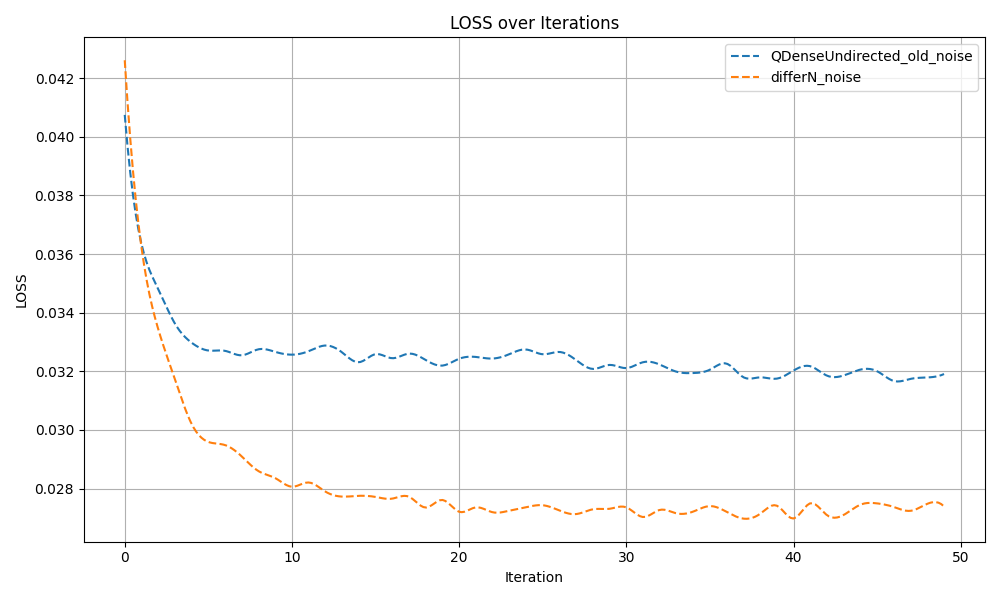 LOSS over Iterations
QDenseUndirected_old_noise
differN_noise
LOSS
0.042
0.040
0.038
0.036
0.034
0.032
0.030
0.028
0 10 20 30 40 50
Iteration